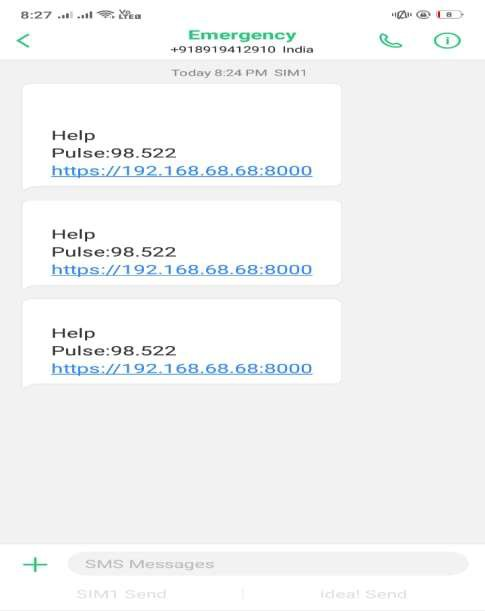 8:27
Emergency
+918919412910 India
Today 8:24 PM SIM1
Help
Pulse:98.522
https://192.168.68.68:8000
Help
Pulse:98.522
https://192.168.68.68:8000
Help
Pulse:98.522
https://192.168.68.68:8000
SMS Messages
SIM1 Send
idea! Send